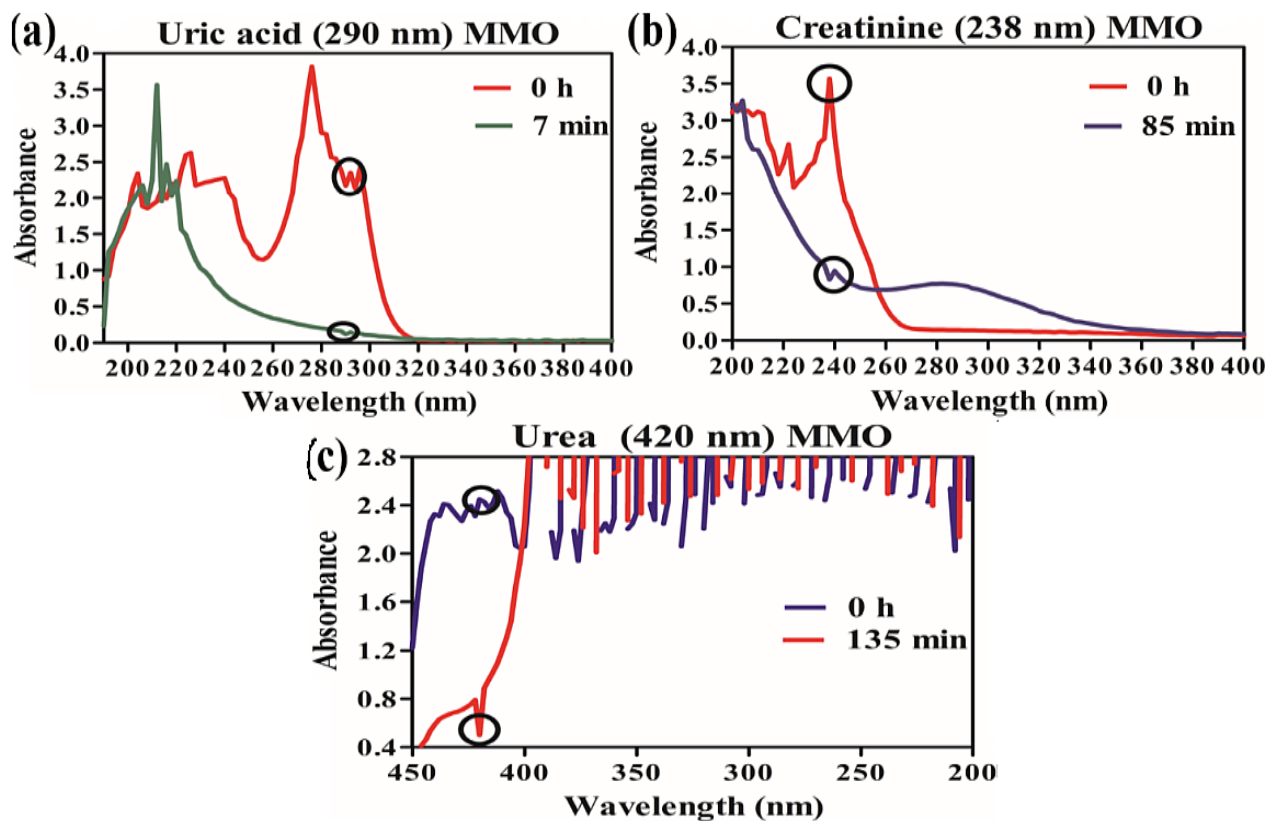 (a)
Uric acid (290 nm) MMO
4.0
3.5
3.0
2.5
2.0
1.5
1.0
0.5
0.0
Absorbance
0 h
7 min
200 220 240 260 280 290 300 320 340 360 380 400
Wavelength (nm)
(b)
Creatinine (238 nm) MMO
4.0
3.5
3.0
2.5
2.0
1.5
1.0
0.5
0.0
Absorbance
0 h
85 min
200 220 240 260 280 300 320 340 360 380 400
Wavelength (nm)
(c)
Urea (420 nm) MMO
2.8
2.4
2.0
1.6
1.2
0.8
0.4
Absorbance
0 h
135 min
450 400 350 300 250 200
Wavelength (nm)